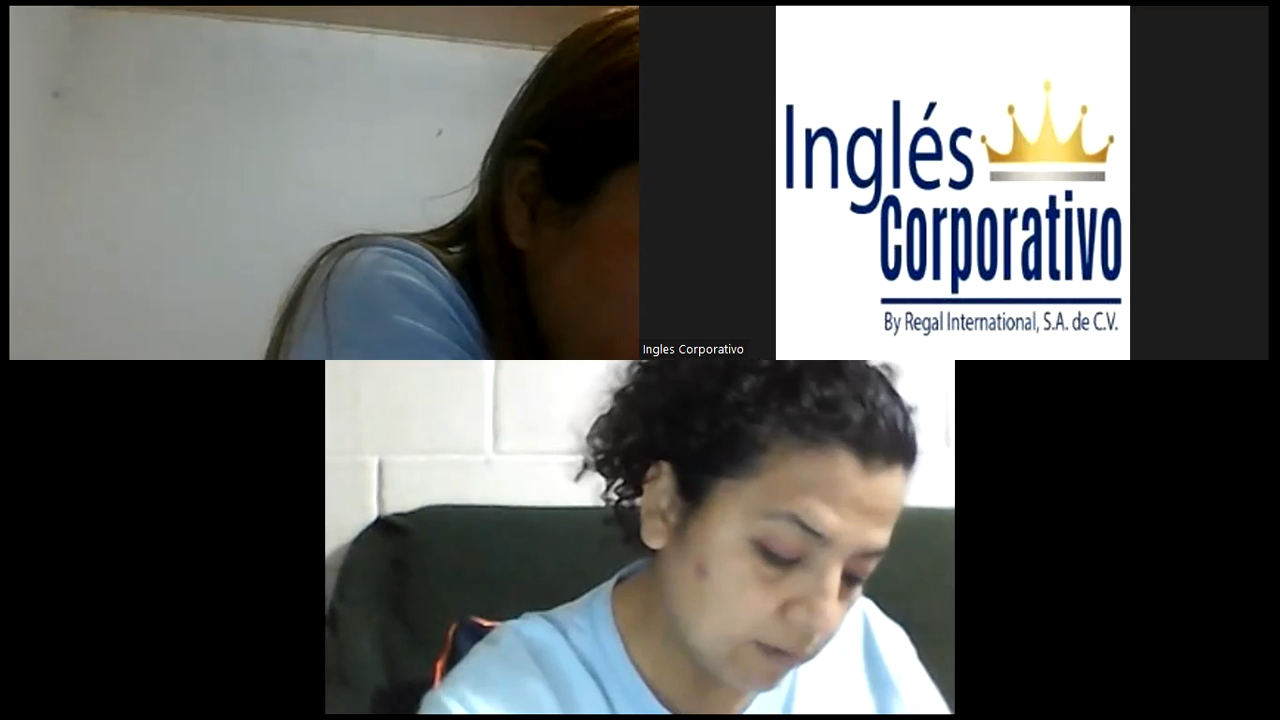 Inglés
Corporativo
By Regal International, S.A. de C.V.
Ingles Corporativo